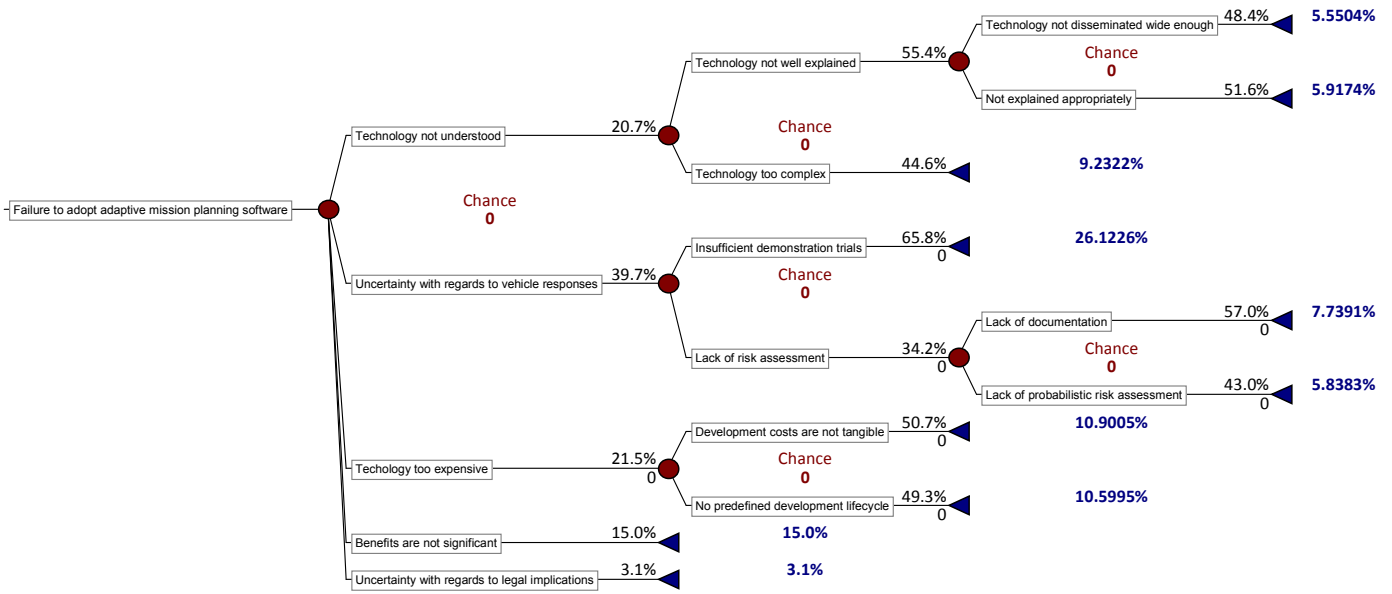 Technology not disseminated wide enough 48.4% 5.5504%
Technology not well explained 55.4% Chance
0
Not explained appropriately 51.6% 5.9174%
Technology not understood 20.7% Chance
0
Technology too complex 44.6% 9.2322%
Failure to adopt adaptive mission planning software Chance
0
Insufficient demonstration trials 65.8% 26.1226%
0
Uncertainty with regards to vehicle responses 39.7% Chance
0
Lack of documentation 57.0% 7.7391%
0
Lack of risk assessment 34.2% Chance
0 0
Lack of probabilistic risk assessment 43.0% 5.8383%
0
Development costs are not tangible 50.7% 10.9005%
0
Techology too expensive 21.5% Chance
0 0
No predefined development lifecycle 49.3% 10.5995%
0
Benefits are not significant 15.0% 15.0%
Uncertainty with regards to legal implications 3.1% 3.1%